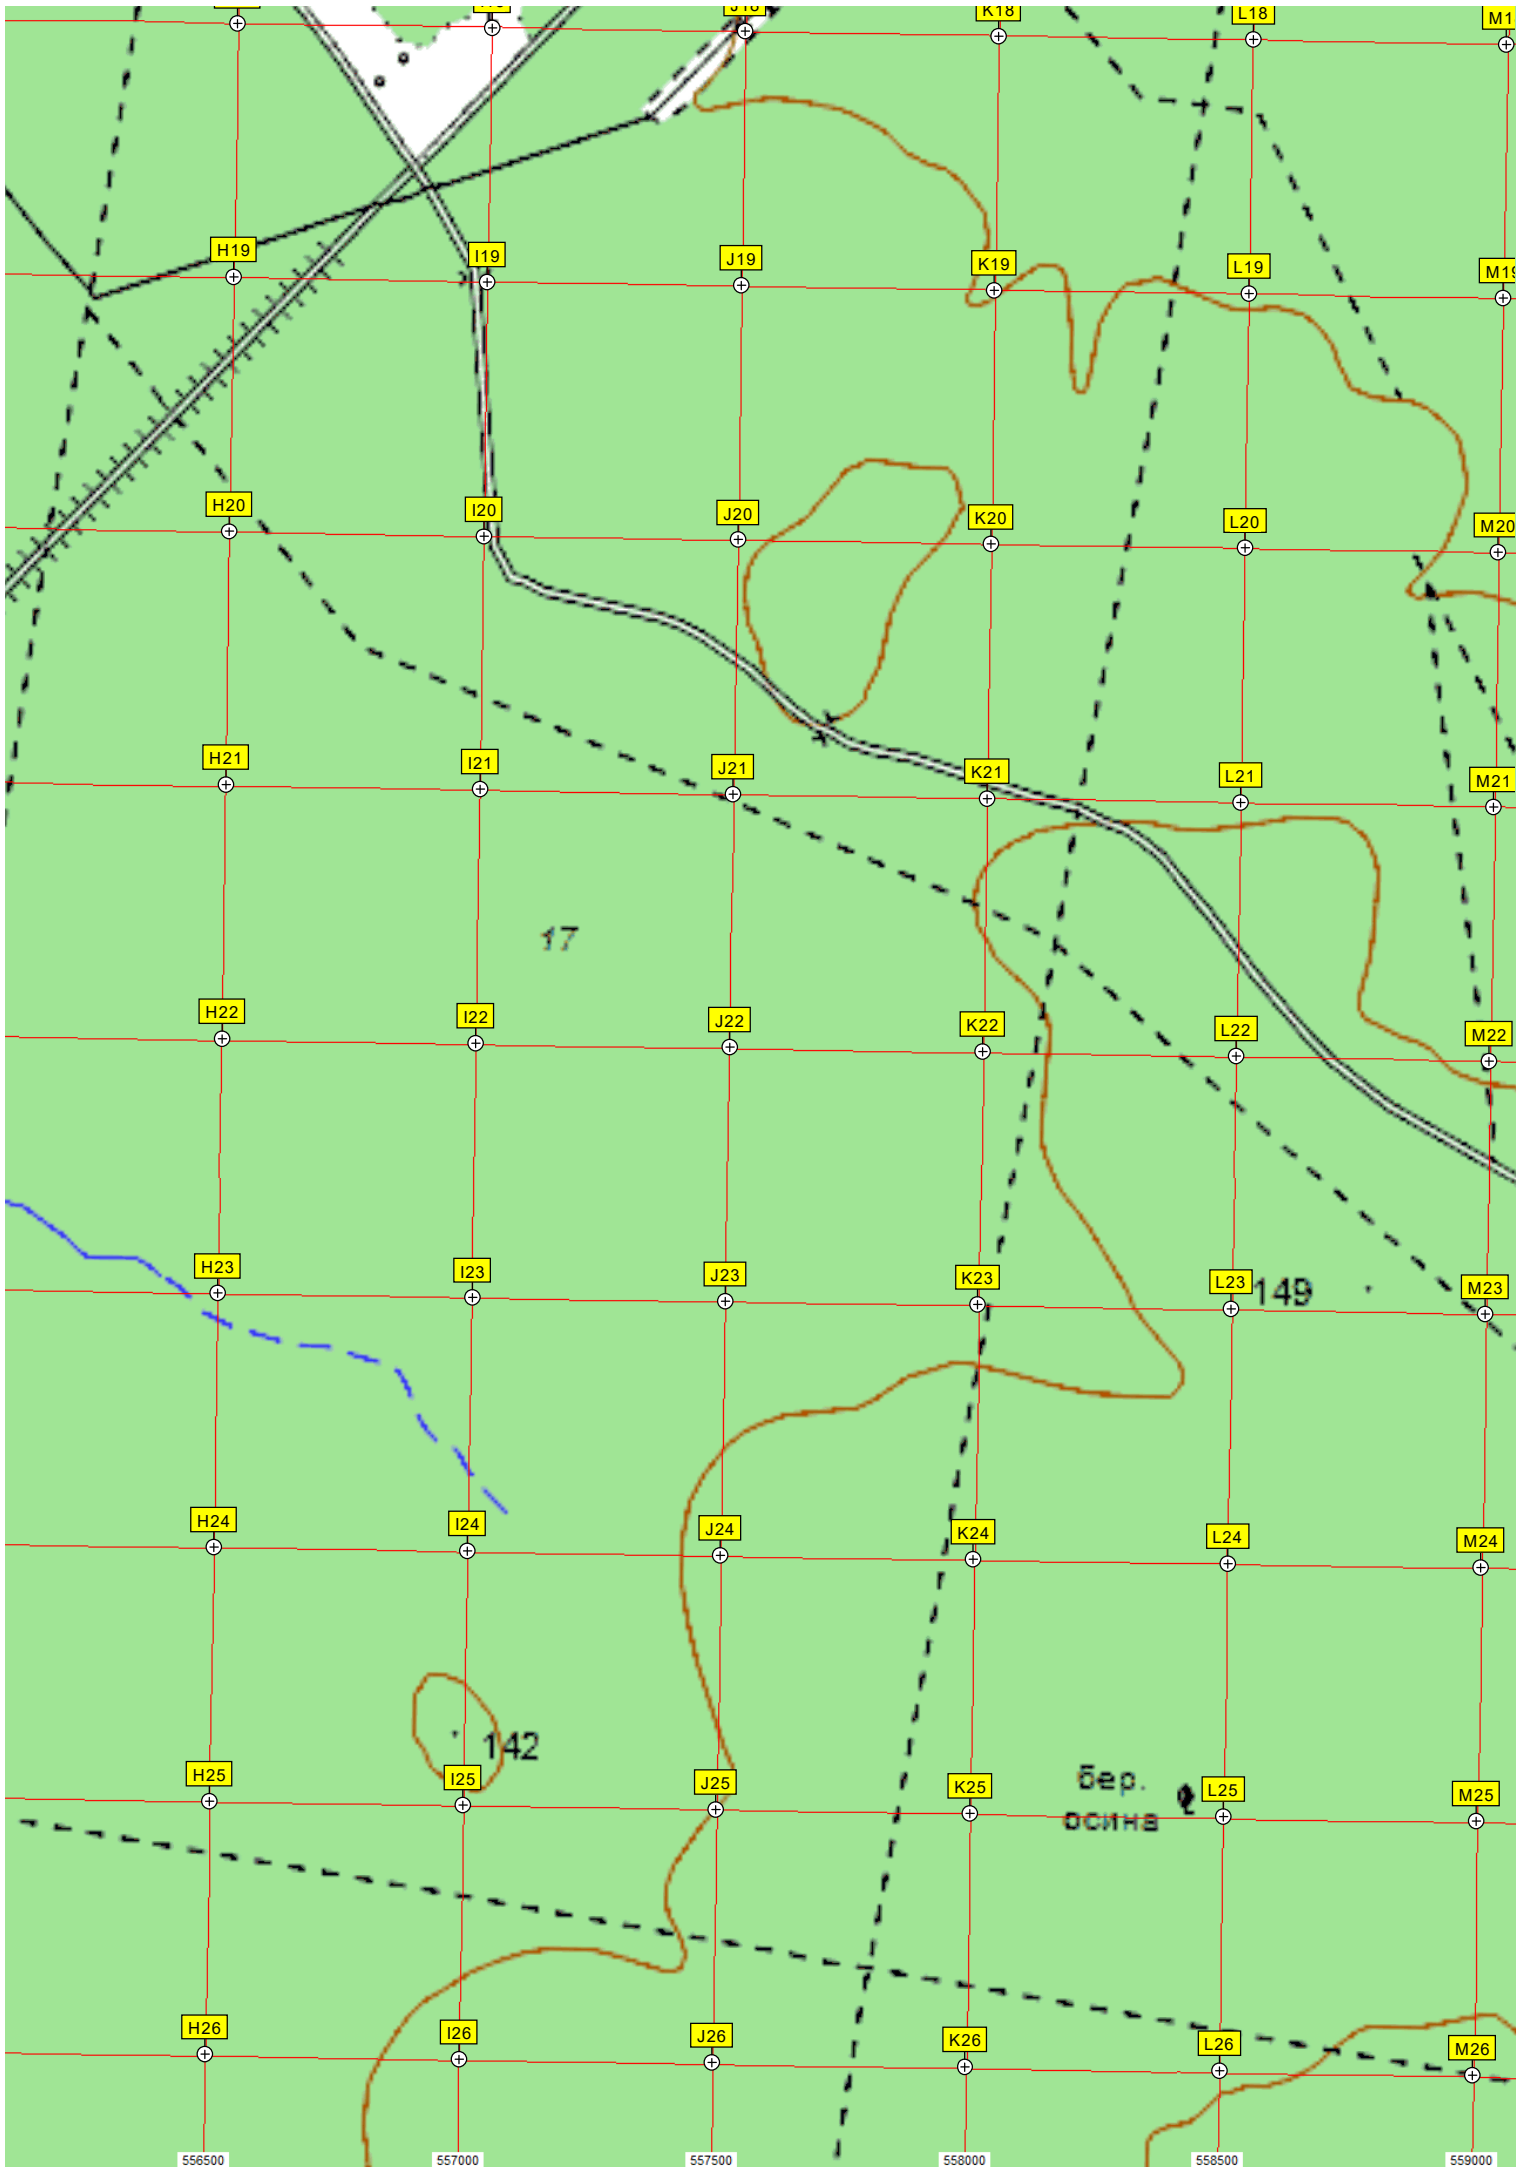 J18 K18 L18
H19 I19 J19 K19 L19 M19
H20 I20 J20 K20 L20 M20
H21 I21 J21 K21 L21 M21
17
H22 I22 J22 K22 L22 M22
H23 I23 J23 K23 L23 149 M23
H24 I24 J24 K24 L24 M24
142
H25 I25 J25 K25 L25 M25
бер.
осина
H26 I26 J26 K26 L26 M26
556500 557000 557500 558000 558500 559000